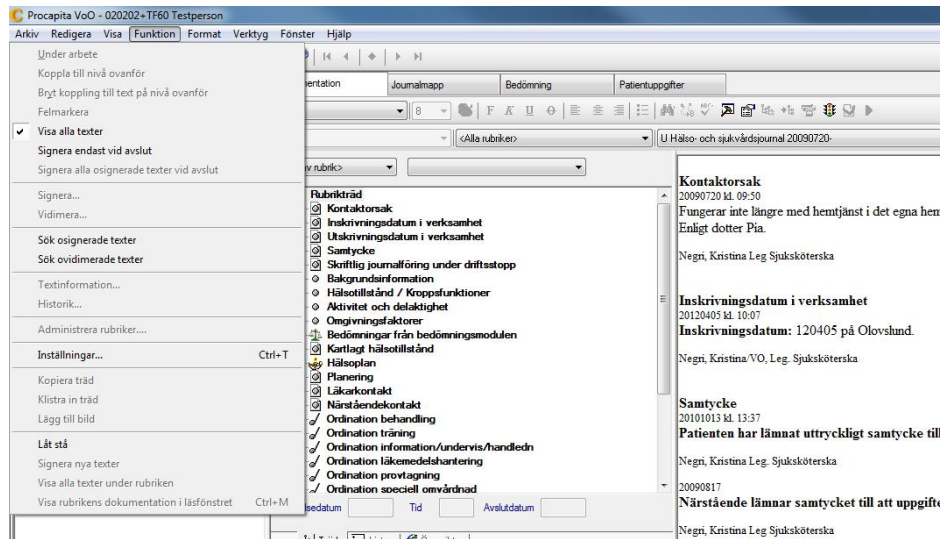 Procapita VoO - 020202+TF60 Testperson
Arkiv Redigera Visa Funktion Format Verktyg Fönster Hjälp
Under arbete
Koppla till nivå ovanför
Bryt koppling till text på nivå ovanför
Felmarkera
Visa alla texter
Signera endast vid avslut
Signera alla osignerade texter vid avslut
Signera...
Vidimera...
Sök osignerade texter
Sök ovidimerade texter
Textinformation...
Historik...
Administrera rubriker....
Inställningar... Ctrl+T
Kopiera träd
Klistra in träd
Lägg till bild
Låt stå
Signera nya texter
Visa alla texter under rubriken
Visa rubrikens dokumentation i läsfönstret Ctrl+M
entation Journalmapp Bedömning Patientuppgifter
8 F K U
<Alla rubriker> U Hälso- och sjukvårdsjournal 20090720-
v rubrik>
Rubrikträd
Kontaktorsak
Inskrivningsdatum i verksamhet
Utskrivningsdatum i verksamhet
Samtycke
Skriftlig journalföring under driftsstopp
Bakgrundsinformation
Hälsotillstånd / Kroppsfunktioner
Aktivitet och delaktighet
Omgivningsfaktorer
Bedömningar från bedömningsmodulen
Kartlagt hälsotillstånd
Hälsoplan
Planering
Läkarkontakt
Närståendekontakt
Ordination behandling
Ordination träning
Ordination information/undervis/handledn
Ordination läkemedelshantering
Ordination provtagning
Ordination speciell omvårdnad
lsedatum Tid Avslutdatum
Kontaktorsak
20090720 kl. 09:50
Fungerar inte längre med hemtjänst i det egna hem
Enligt dotter Pia.
Negri, Kristina Leg Sjuksköterska
Inskrivningsdatum i verksamhet
20120405 kl. 10:07
Inskrivningsdatum: 120405 på Olovslund.
Negri, Kristina/VO, Leg. Sjuksköterska
Samtycke
20101013 kl. 13:37
Patienten har lämnat uttryckligt samtycke till
Negri, Kristina Leg. Sjuksköterska
20090817
Närstående lämnar samtycket till att uppgifte
Negri, Kristina Leg Sjuksköterska